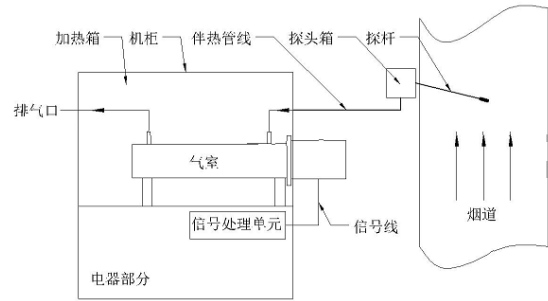 加热箱 机柜 伴热管线 探头箱 探杆
排气口
气室
烟道
信号处理单元 信号线
电器部分